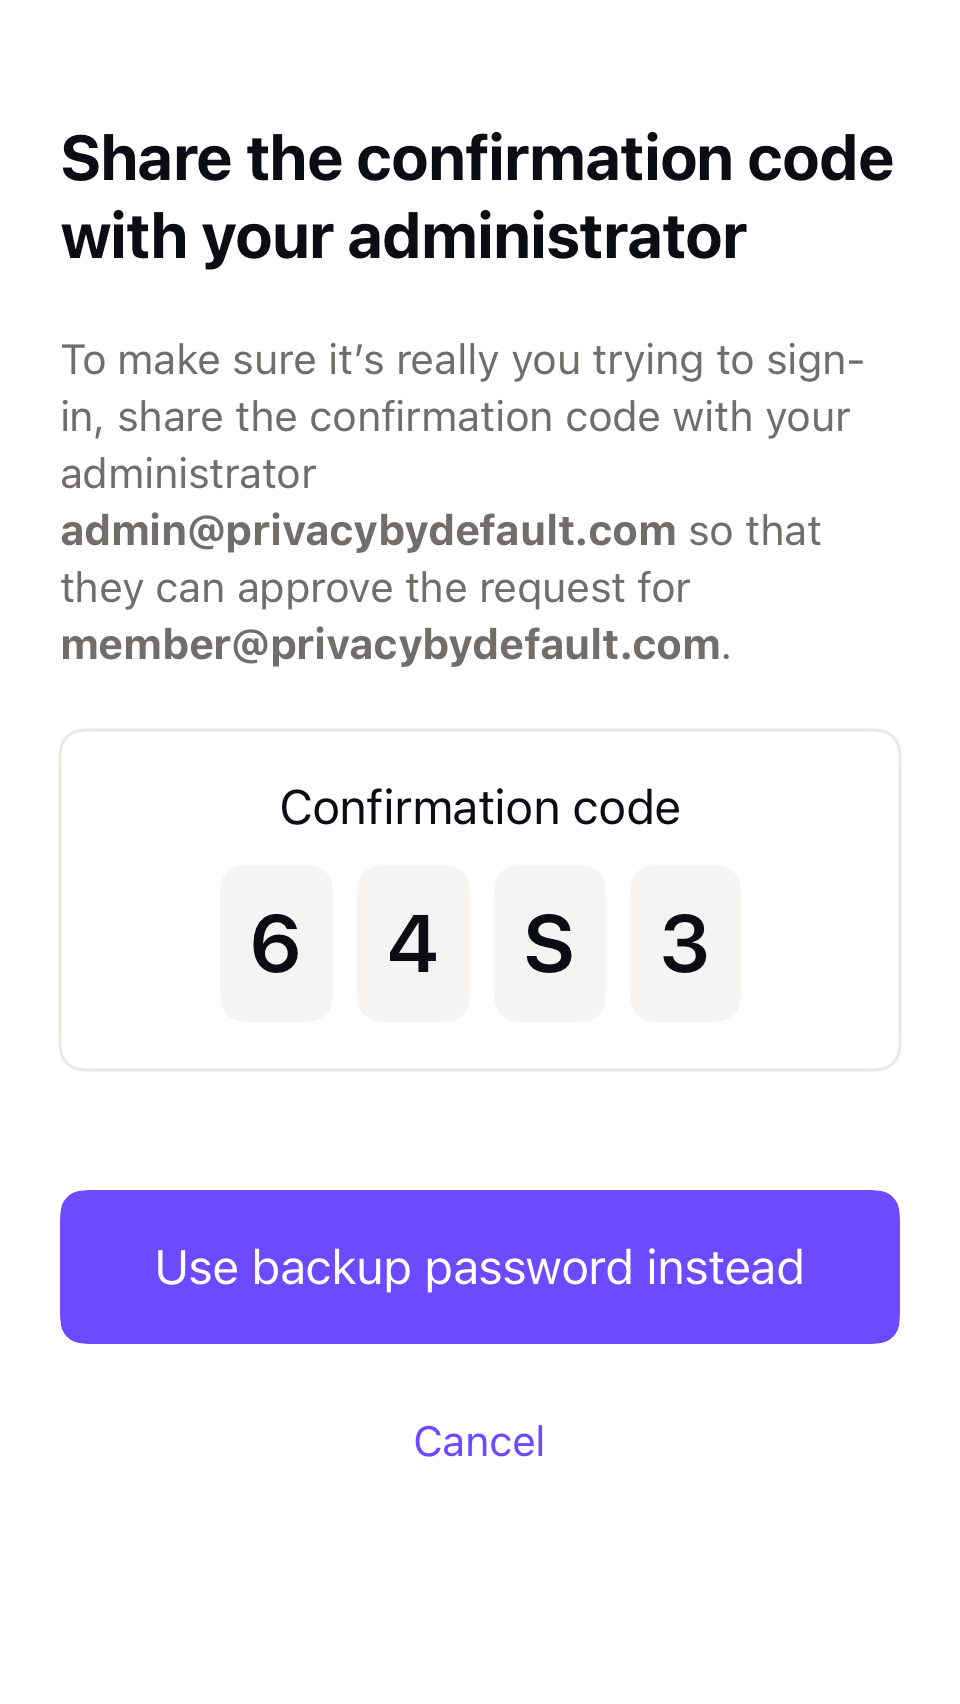 Share the confirmation code
with your administrator
To make sure it’s really you trying to sign-
in, share the confirmation code with your
administrator
admin@privacybydefault.com so that
they can approve the request for
member@privacybydefault.com.
Confirmation code
6 4 S 3
Use backup password instead
Cancel